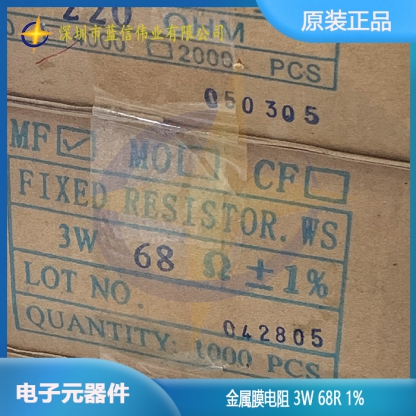 原装正品
深圳市蓝信伟业有限公司
220 OHM
4000 □2000 PCS
050305
MF☑ MO□ CF□
FIXED RESISTOR. WS
3W 68 Ω ±1%
LOT NO. 042805
QUANTITY: 1000 PCS
电子元器件
金属膜电阻 3W 68R 1%